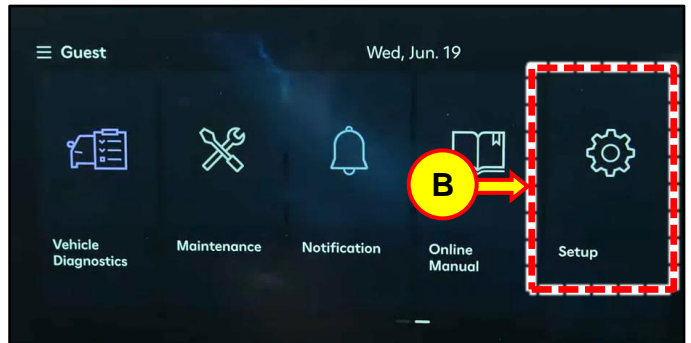 Guest
Wed, Jun. 19
B
Vehicle
Diagnostics
Maintenance
Notification
Online
Manual
Setup